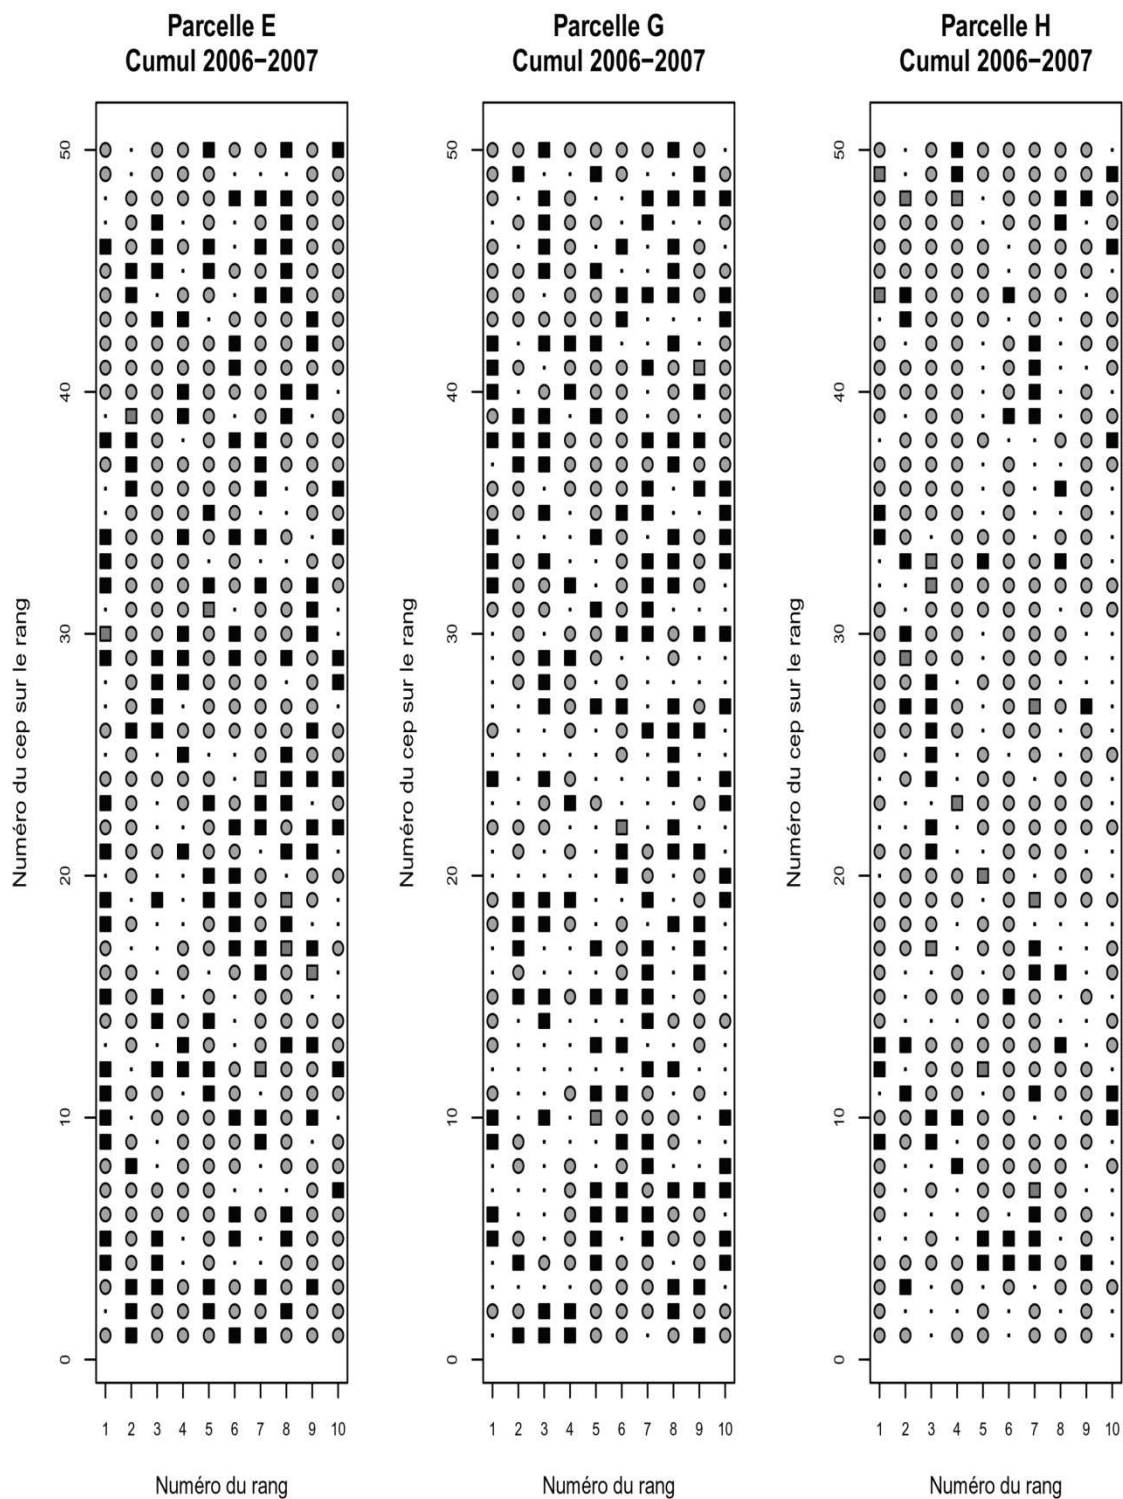 Parcelle E
Cumul 2006−2007
Numéro du cep sur le rang
50
40
30
20
10
0
1 2 3 4 5 6 7 8 9 10
Numéro du rang
Parcelle G
Cumul 2006−2007
Numéro du cep sur le rang
50
40
30
20
10
0
1 2 3 4 5 6 7 8 9 10
Numéro du rang
Parcelle H
Cumul 2006−2007
Numéro du cep sur le rang
50
40
30
20
10
0
1 2 3 4 5 6 7 8 9 10
Numéro du rang